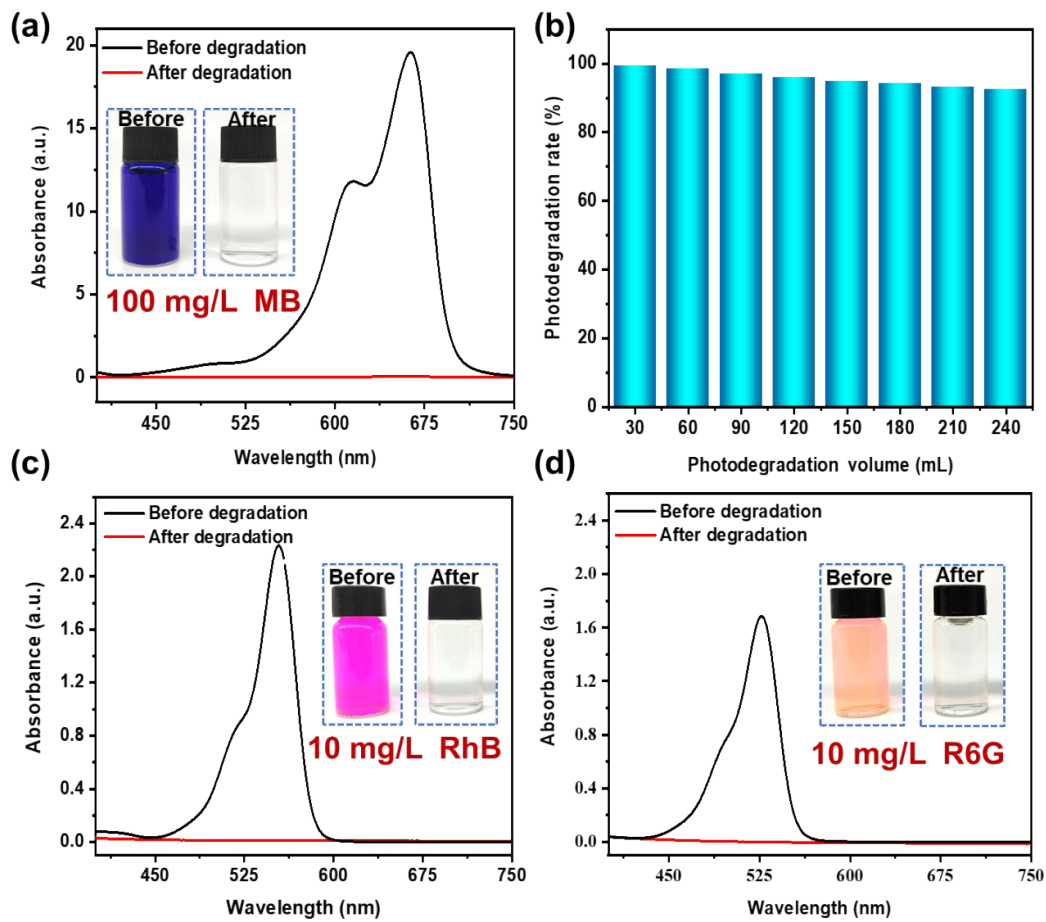 (a)
Before degradation
After degradation
Before After
100 mg/L MB
Absorbance (a.u.)
20
15
10
5
0
450 525 600 675 750
Wavelength (nm)
(b)
Photodegradation rate (%)
100
80
60
40
20
0
30 60 90 120 150 180 210 240
Photodegradation volume (mL)
(c)
Before degradation
After degradation
Before After
10 mg/L RhB
Absorbance (a.u.)
2.4
2.0
1.6
1.2
0.8
0.4
0.0
450 525 600 675 750
Wavelength (nm)
(d)
Before degradation
After degradation
Before After
10 mg/L R6G
Absorbance (a.u.)
2.4
2.0
1.6
1.2
0.8
0.4
0.0
450 525 600 675 750
Wavelength (nm)